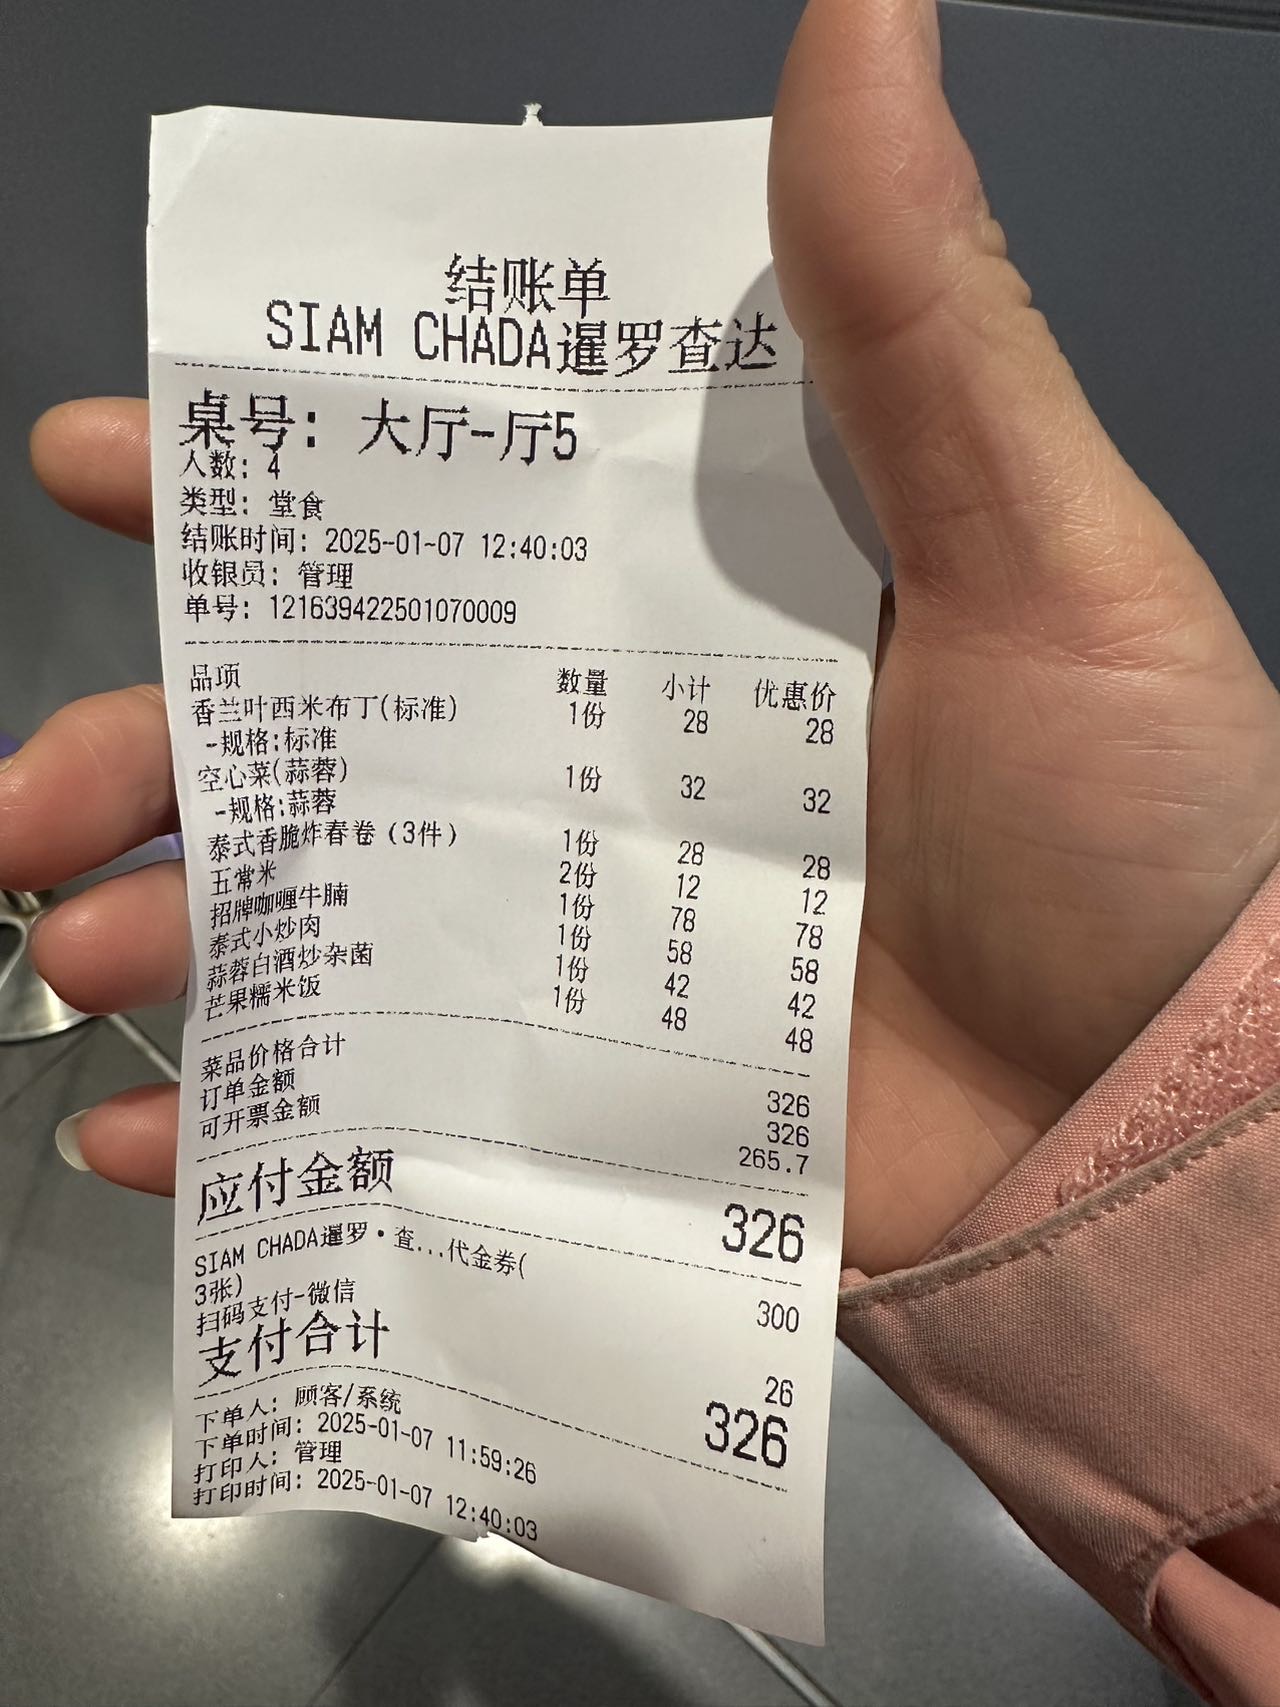 结账单
SIAM CHADA暹罗查达
桌号: 大厅-厅5
人数: 4
类型: 堂食
结账时间: 2025-01-07 12:40:03
收银员: 管理
单号: 121639422501070009
品项 数量 小计 优惠价
香兰叶西米布丁(标准) 1份 28 28
-规格:标准
空心菜(蒜蓉) 1份 32 32
-规格:蒜蓉
泰式香脆炸春卷（3件） 1份 28 28
五常米 2份 12 12
招牌咖喱牛腩 1份 78 78
泰式小炒肉 1份 58 58
蒜蓉白酒炒杂菌 1份 42 42
芒果糯米饭 1份 48 48
菜品价格合计 326
订单金额 326
可开票金额 265.7
应付金额 326
SIAM CHADA暹罗·查...代金券(
3张) 300
扫码支付-微信 26
支付合计 326
下单人: 顾客/系统
下单时间: 2025-01-07 11:59:26
打印人: 管理
打印时间: 2025-01-07 12:40:03